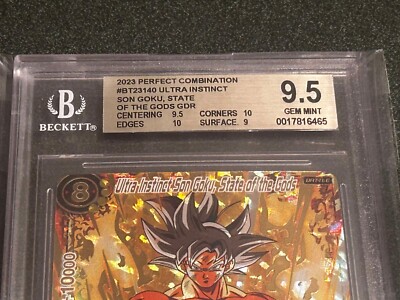 2023 PERFECT COMBINATION
#BT23140 ULTRA INSTINCT
SON GOKU, STATE
OF THE GODS GDR
CENTERING 9.5 CORNERS 10
EDGES 10 SURFACE 9
9.5
GEM MINT
0017816465
B
BECKETT®
8
Ultra Instinct Son Goku, State of the Gods
+10000